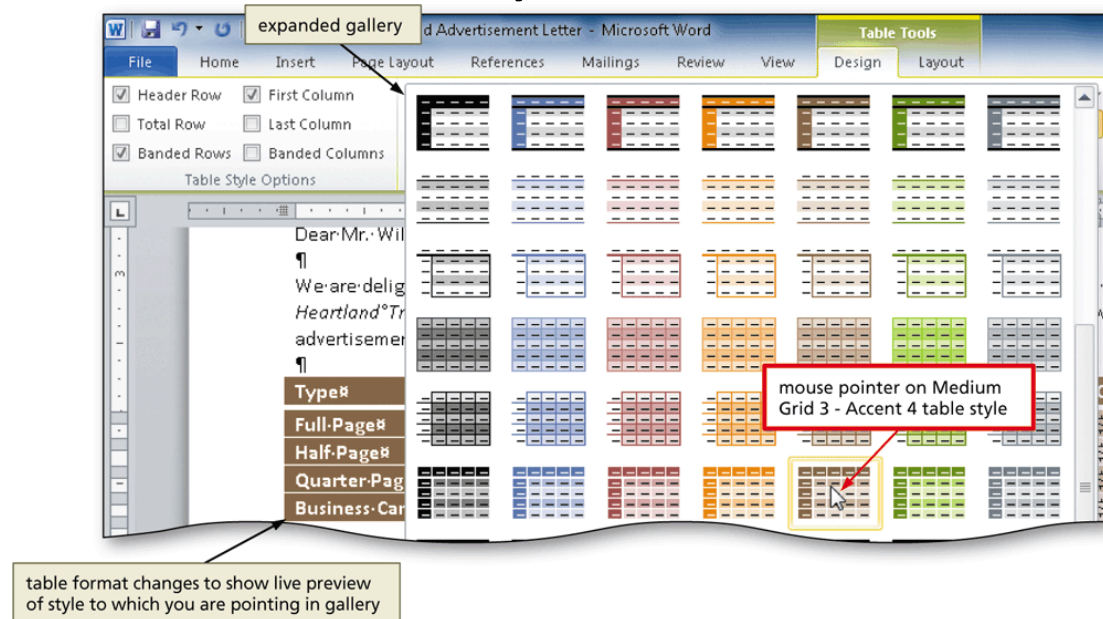 expanded gallery
d Advertisement Letter - Microsoft Word
Table Tools
File Home Insert Page Layout References Mailings Review View Design Layout
Header Row First Column
Total Row Last Column
Banded Rows Banded Columns
Table Style Options
Dear·Mr.·Wil
¶
We·are·delig
Heartland°Tr
advertisemer
¶
Type¤
Full·Page¤
Half·Page¤
Quarter·Pag
Business·Car
mouse pointer on Medium
Grid 3 - Accent 4 table style
table format changes to show live preview
of style to which you are pointing in gallery